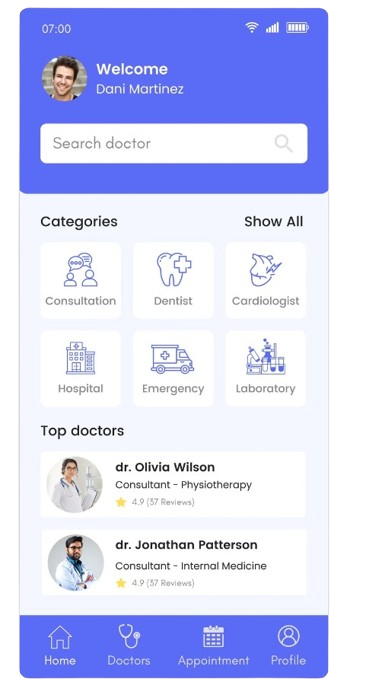 07:00
Welcome
Dani Martinez
Search doctor
Categories Show All
Consultation Dentist Cardiologist
Hospital Emergency Laboratory
Top doctors
dr. Olivia Wilson
Consultant - Physiotherapy
4.9 (37 Reviews)
dr. Jonathan Patterson
Consultant - Internal Medicine
4.9 (37 Reviews)
Home Doctors Appointment Profile